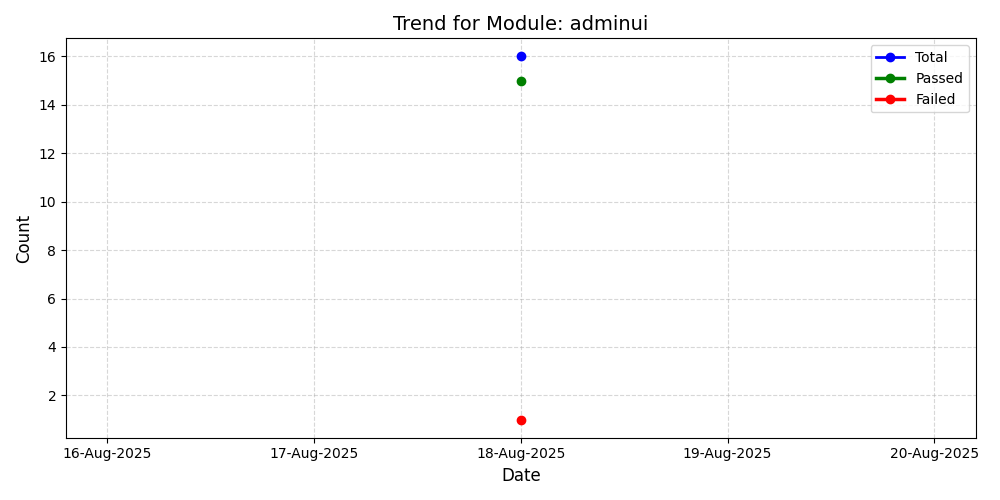 Trend for Module: adminui
Total
Passed
Failed
16
14
12
10
8
6
4
2
Count
16-Aug-2025
17-Aug-2025
18-Aug-2025
19-Aug-2025
20-Aug-2025
Date